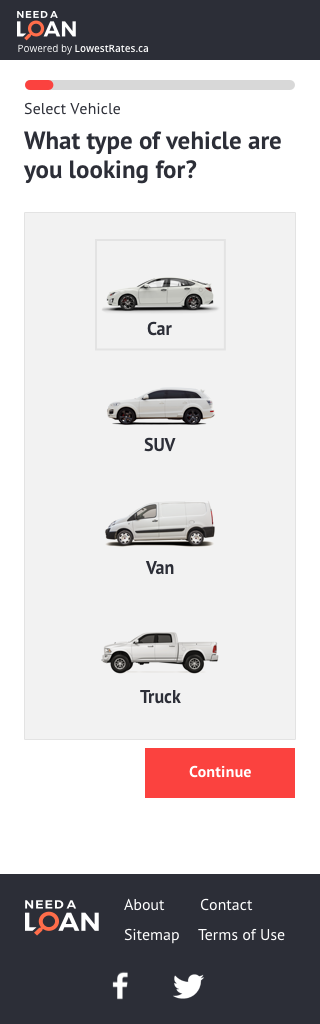 NEED A
LOAN
Powered by LowestRates.ca
Select Vehicle
What type of vehicle are
you looking for?
Car
SUV
Van
Truck
Continue
NEED A
LOAN
About Contact
Sitemap Terms of Use